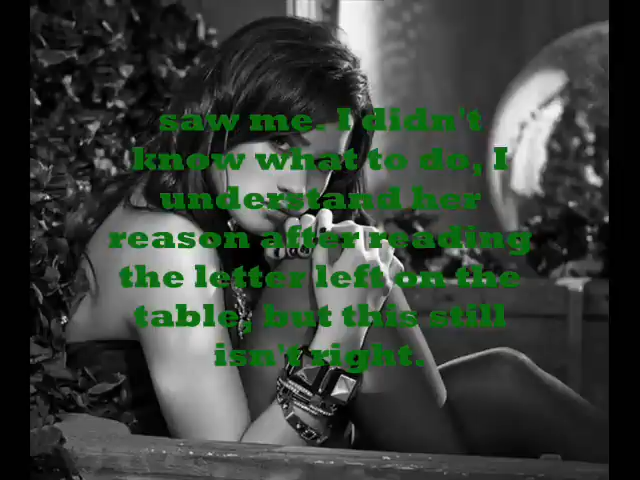 saw me. I didn't
know what to do, I
understand her
reason after reading
the letter left on the
table, but this still
isn't right.